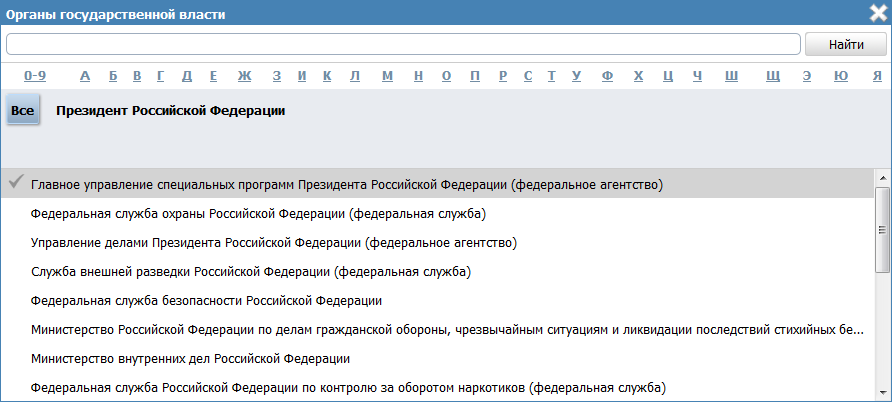 Органы государственной власти
Найти
0-9 А Б В Г Д Е Ж З И К Л М Н О П Р С Т У Ф Х Ц Ч Ш Щ Э Ю Я
Все Президент Российской Федерации
Главное управление специальных программ Президента Российской Федерации (федеральное агентство)
Федеральная служба охраны Российской Федерации (федеральная служба)
Управление делами Президента Российской Федерации (федеральное агентство)
Служба внешней разведки Российской Федерации (федеральная служба)
Федеральная служба безопасности Российской Федерации
Министерство Российской Федерации по делам гражданской обороны, чрезвычайным ситуациям и ликвидации последствий стихийных бе...
Министерство внутренних дел Российской Федерации
Федеральная служба Российской Федерации по контролю за оборотом наркотиков (федеральная служба)